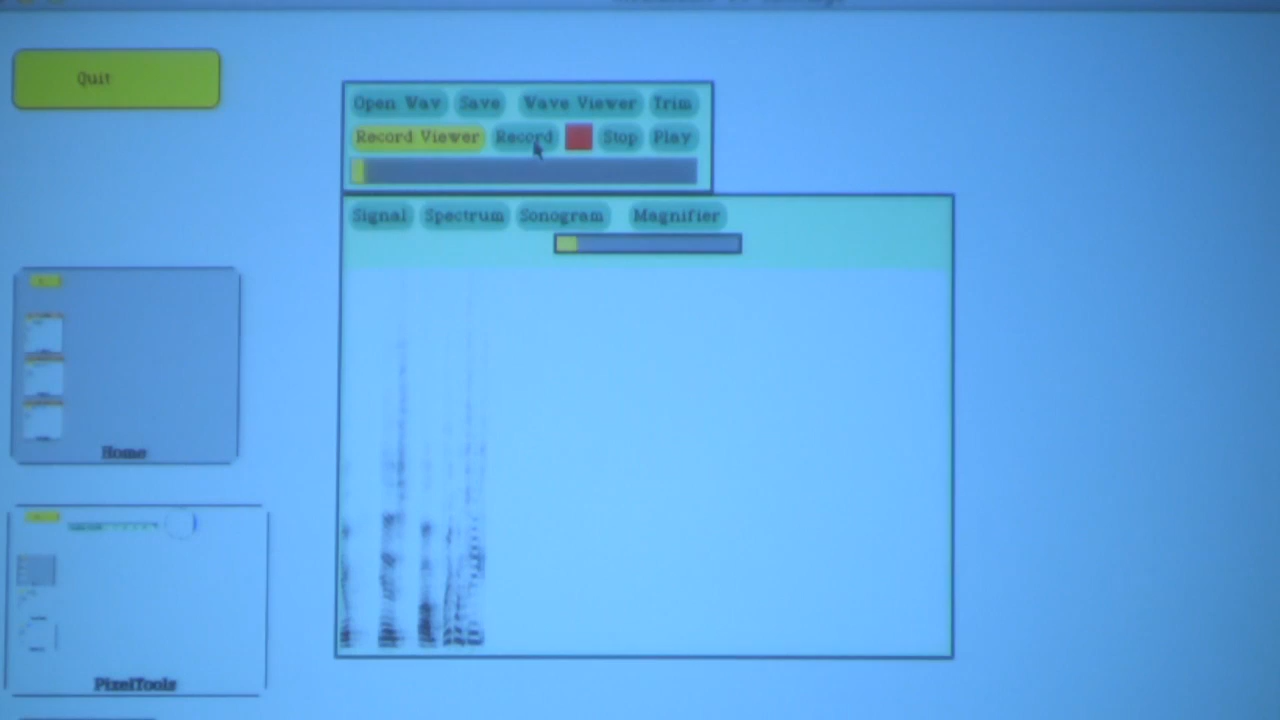 Quit
Open Wav Save Wave Viewer Trim
Record Viewer Record Stop Play
Signal Spectrum Sonogram Magnifier
Home
PixelTools